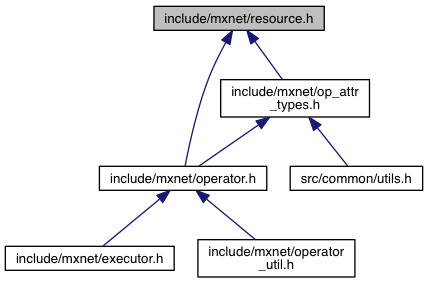 include/mxnet/resource.h
include/mxnet/op_attr
_types.h
include/mxnet/operator.h
src/common/utils.h
include/mxnet/executor.h
include/mxnet/operator
_util.h